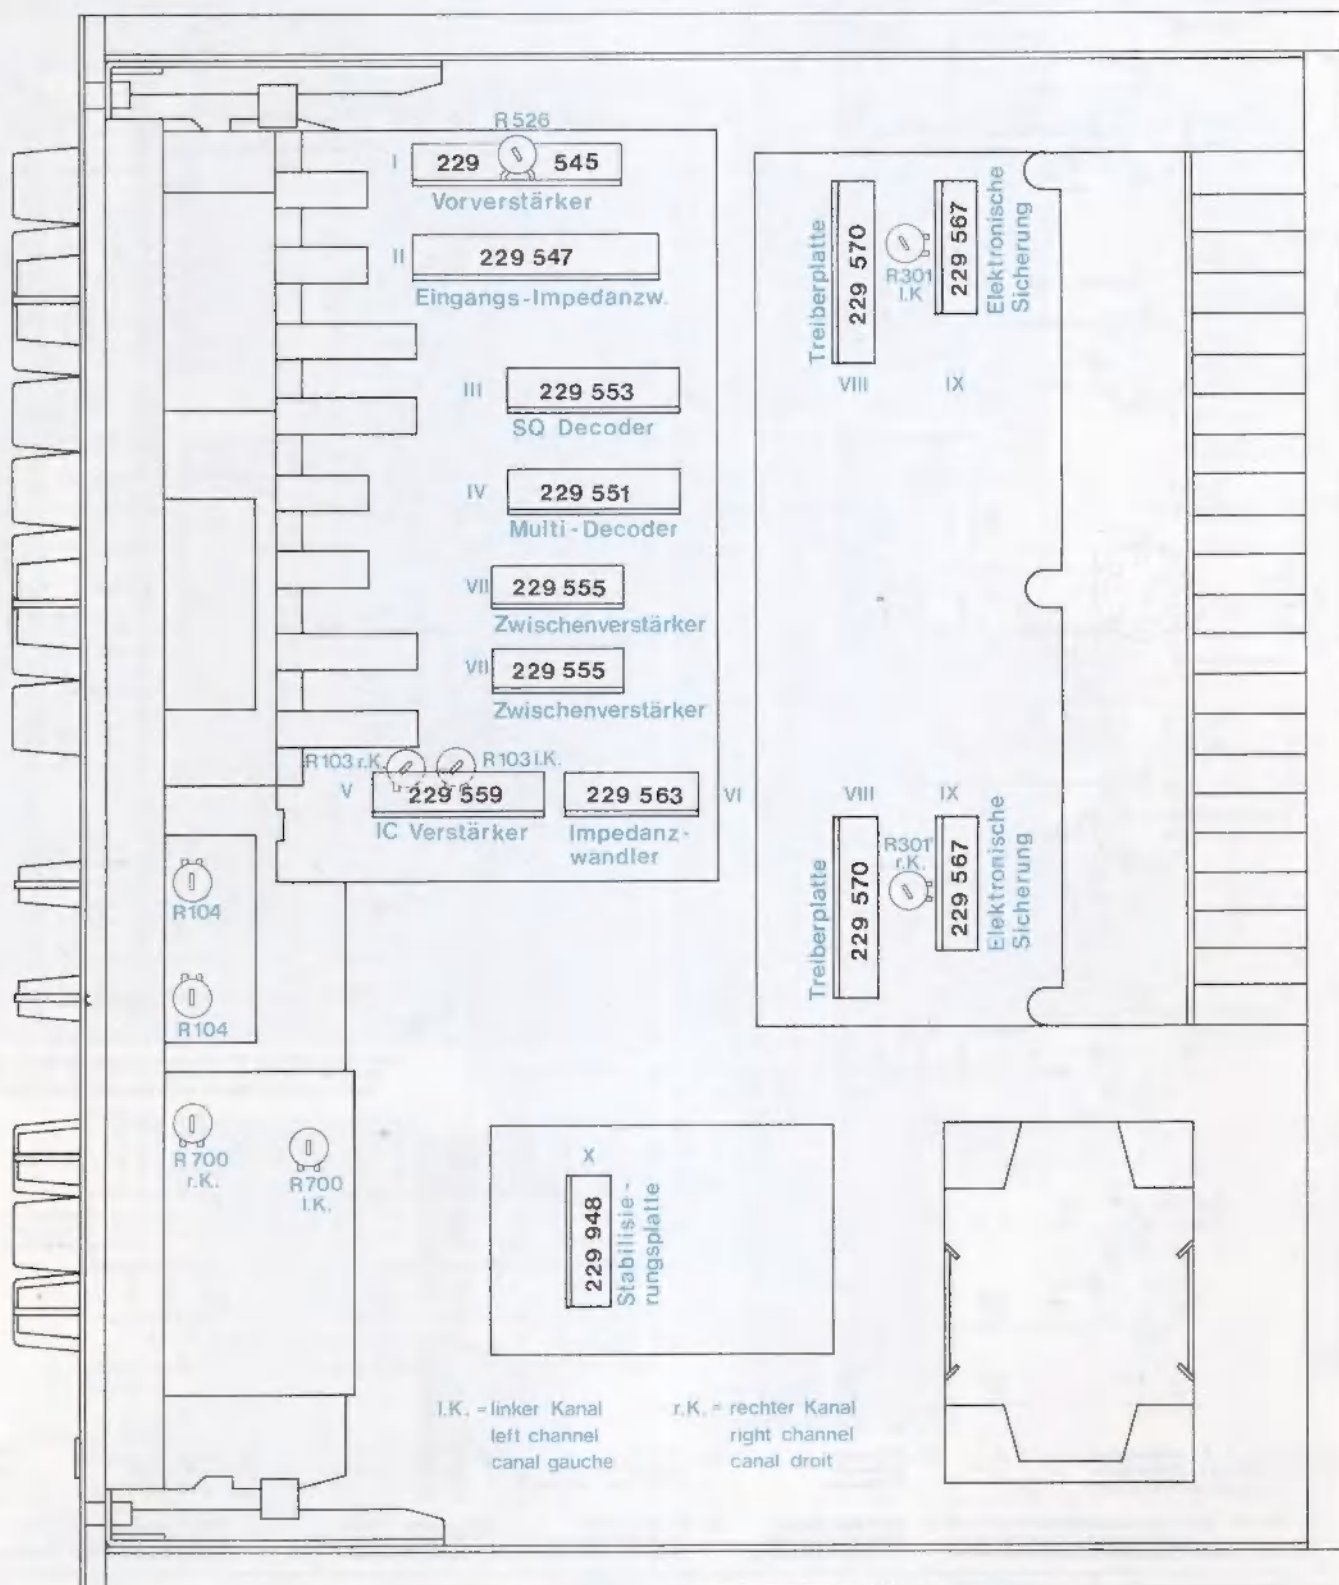 R 526
I 229 545
Vorverstärker
II 229 547
Eingangs-Impedanzw.
III 229 553
SQ Decoder
IV 229 551
Multi-Decoder
VII 229 555
Zwischenverstärker
VII 229 555
Zwischenverstärker
R103 r.K. R103 l.K.
V 229 559
IC Verstärker
229 563 VI
Impedanz-
wandler
Treiberplatte
229 570
VIII
R301
l.K
229 567
IX
Elektronische
Sicherung
VIII
Treiberplatte
229 570
R301
r.K.
IX
229 567
Elektronische
Sicherung
R104
R104
R700
r.K.
R700
l.K.
X
229 948
Stabilisie-
rungsplatte
l.K. = linker Kanal
left channel
canal gauche
r.K. = rechter Kanal
right channel
canal droit